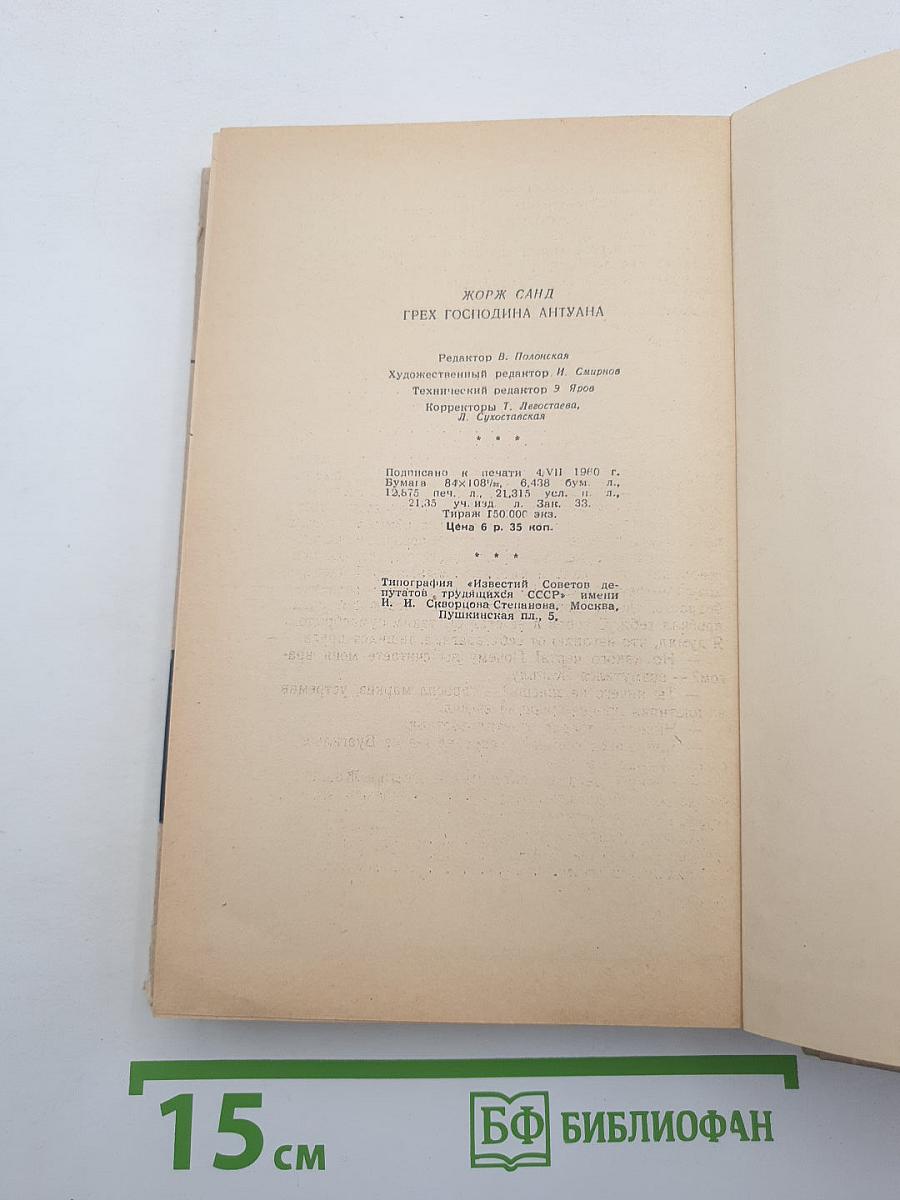 ЖОРЖ САНД
ГРЕХ ГОСПОДИНА АНТУАНА
Редактор В. Полонская
Художественный редактор И. Смирнов
Технический редактор Э Яров
Корректоры Т. Легостаева,
Л. Сухоставская
* * *
Подписано к печати 4/VII 1960 г.
Бумага 84×108¹/₃₂, 6,438 бум. л.,
12,875 печ. л., 21,315 усл. п. л.,
21,35 уч. изд. л. Зак. 33.
Тираж 150.000 экз.
Цена 6 р. 35 коп.
* * *
Типография «Известий Советов де-
путатов трудящихся СССР» имени
И. И. Скворцова-Степанова, Москва,
Пушкинская пл., 5.
15 см
БФ БИБЛИОФАН